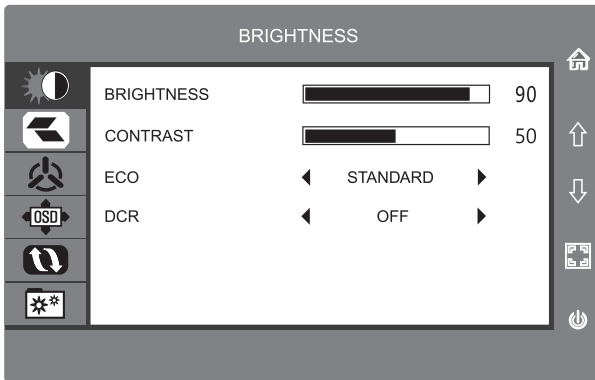 BRIGHTNESS
BRIGHTNESS 90
CONTRAST 50
ECO STANDARD
DCR OFF
OSD